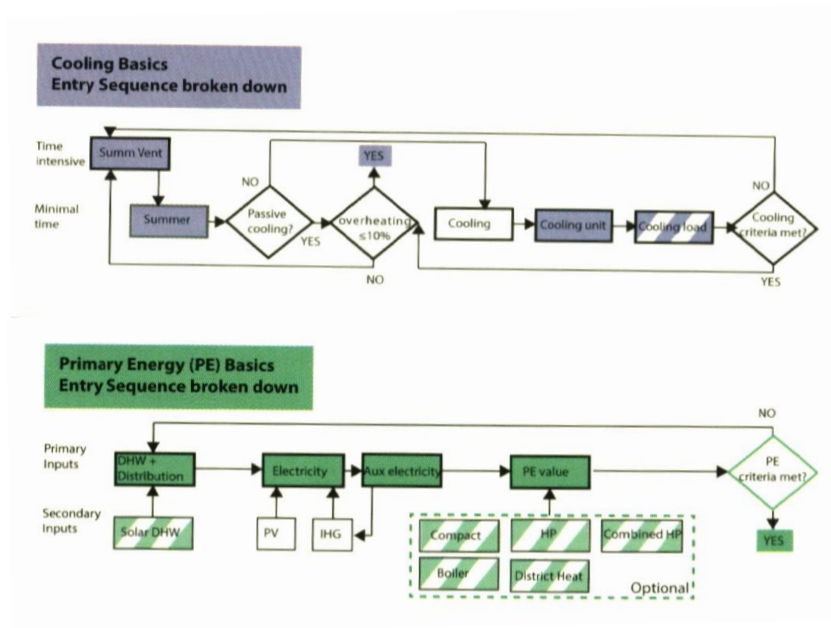 Cooling Basics
Entry Sequence broken down
Time
intensive
Summ Vent
YES
NO
NO
Minimal
time
Summer
Passive
cooling?
YES
overheating
≤10%
NO
Cooling
Cooling unit
Cooling load
Cooling
criteria met?
YES
Primary Energy (PE) Basics
Entry Sequence broken down
NO
Primary
Inputs
DHW +
Distribution
Electricity
Aux electricity
PE value
PE
criteria met?
Secondary
Inputs
Solar DHW
PV
IHG
Compact
HP
Combined HP
YES
Boiler
District Heat
Optional